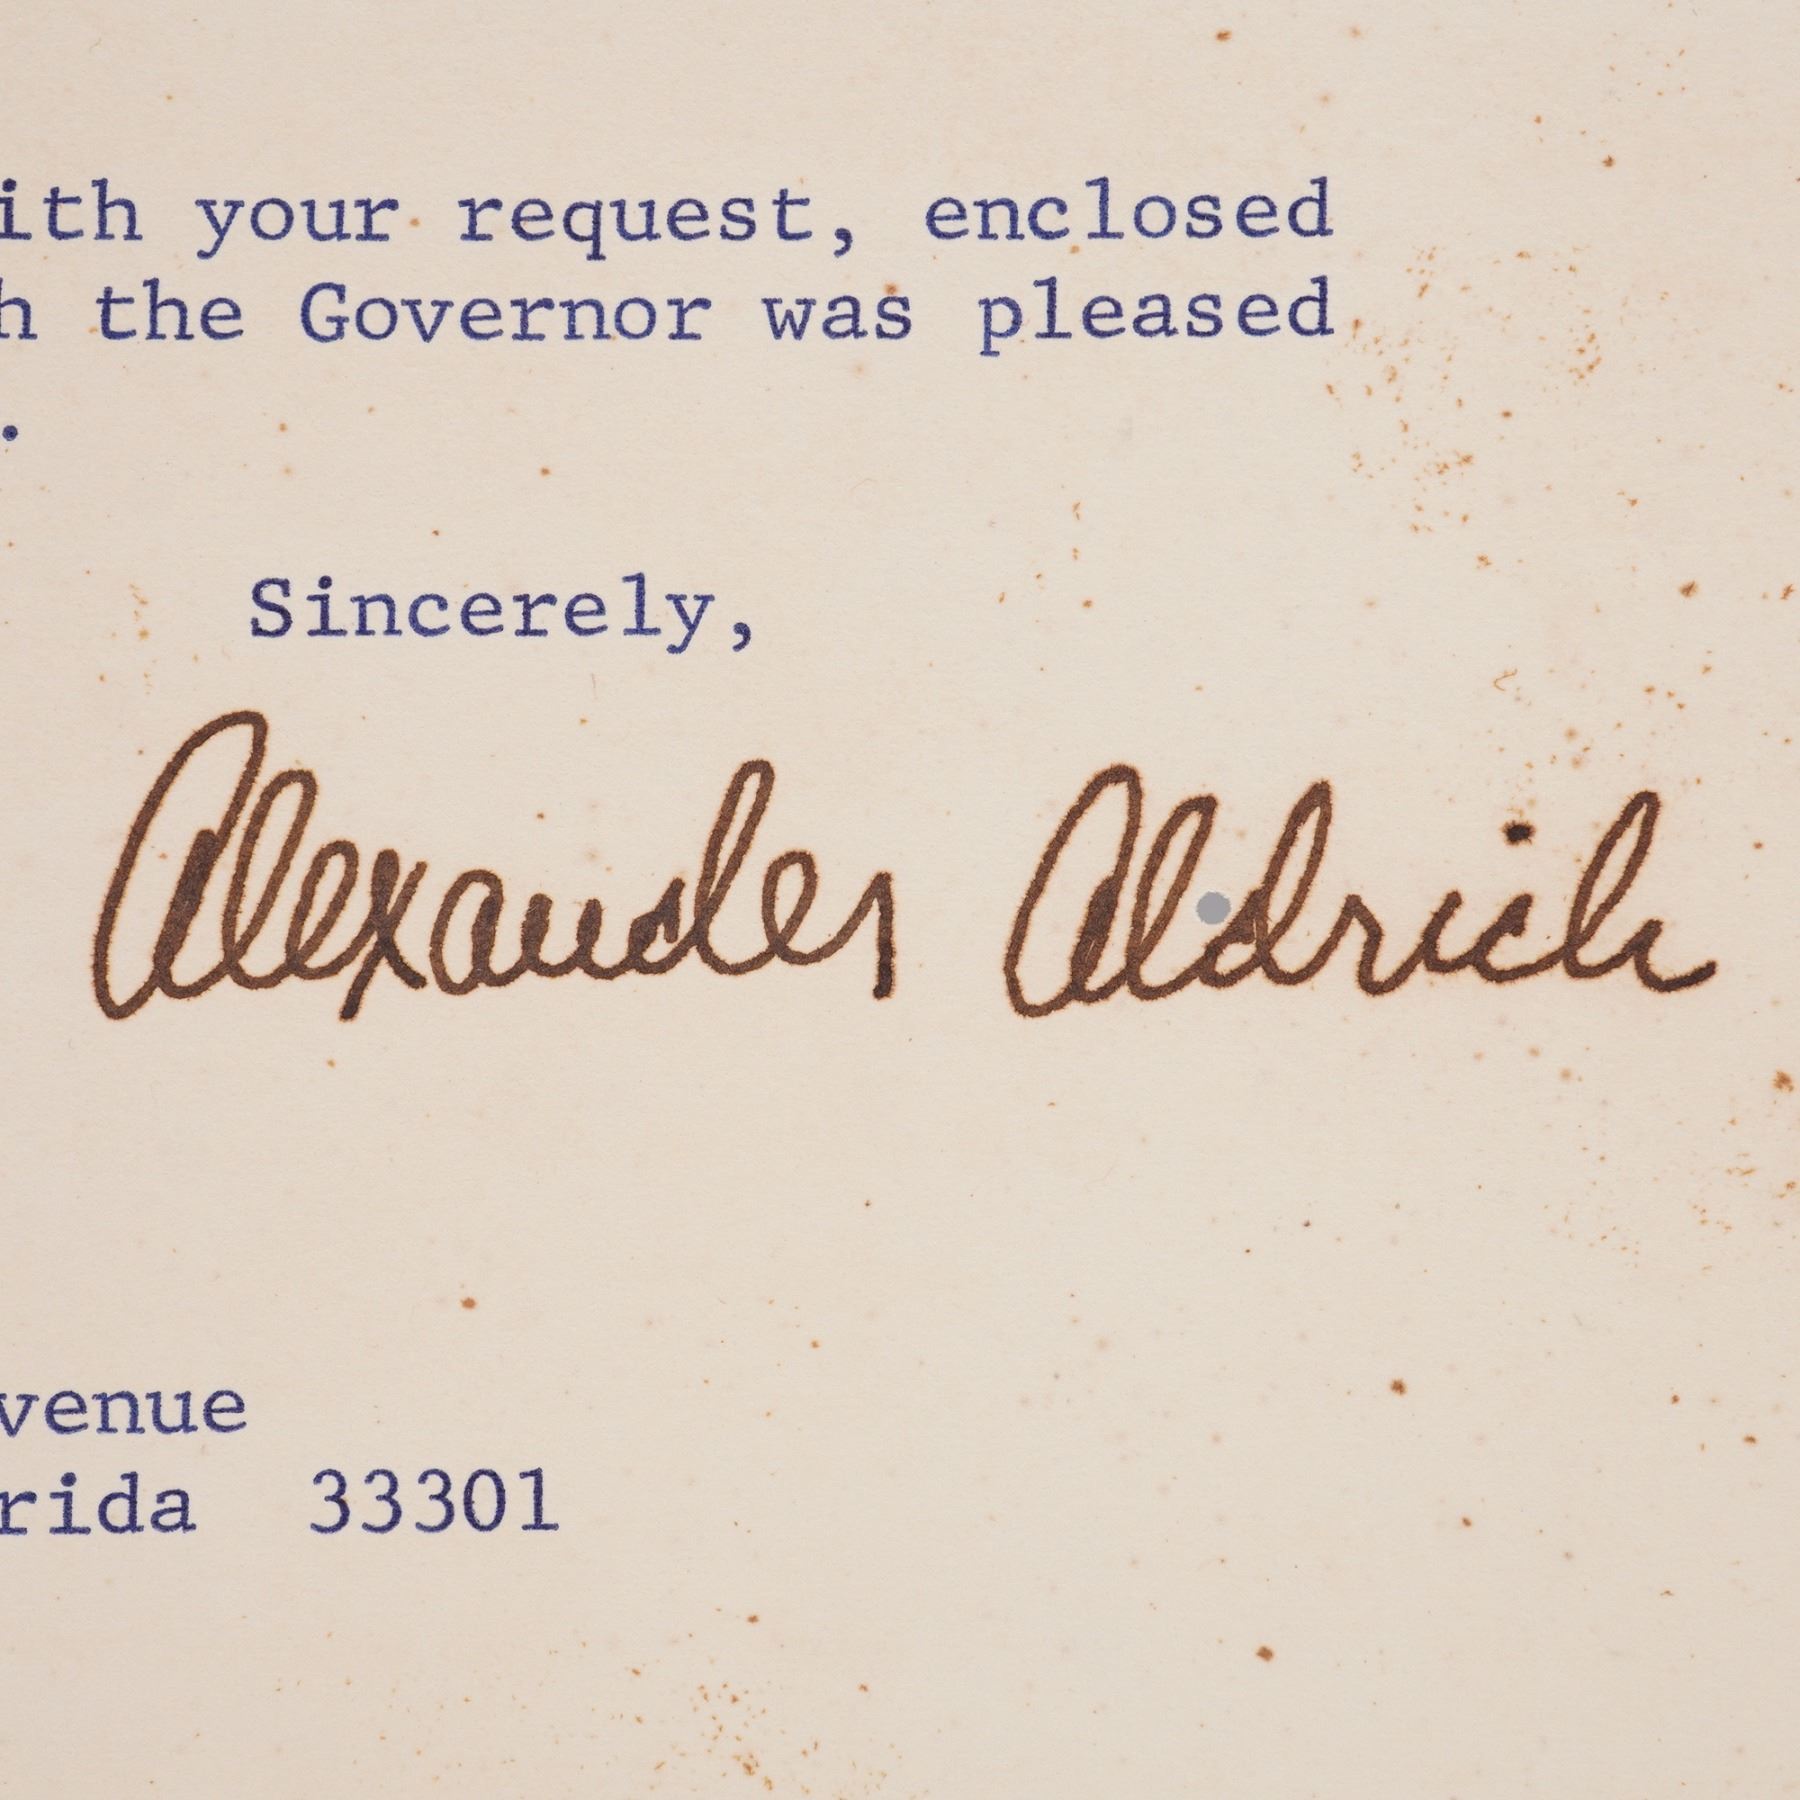 ith your request, enclosed
h the Governor was pleased
.
Sincerely,
Alexander Aldrich
venue
rida 33301